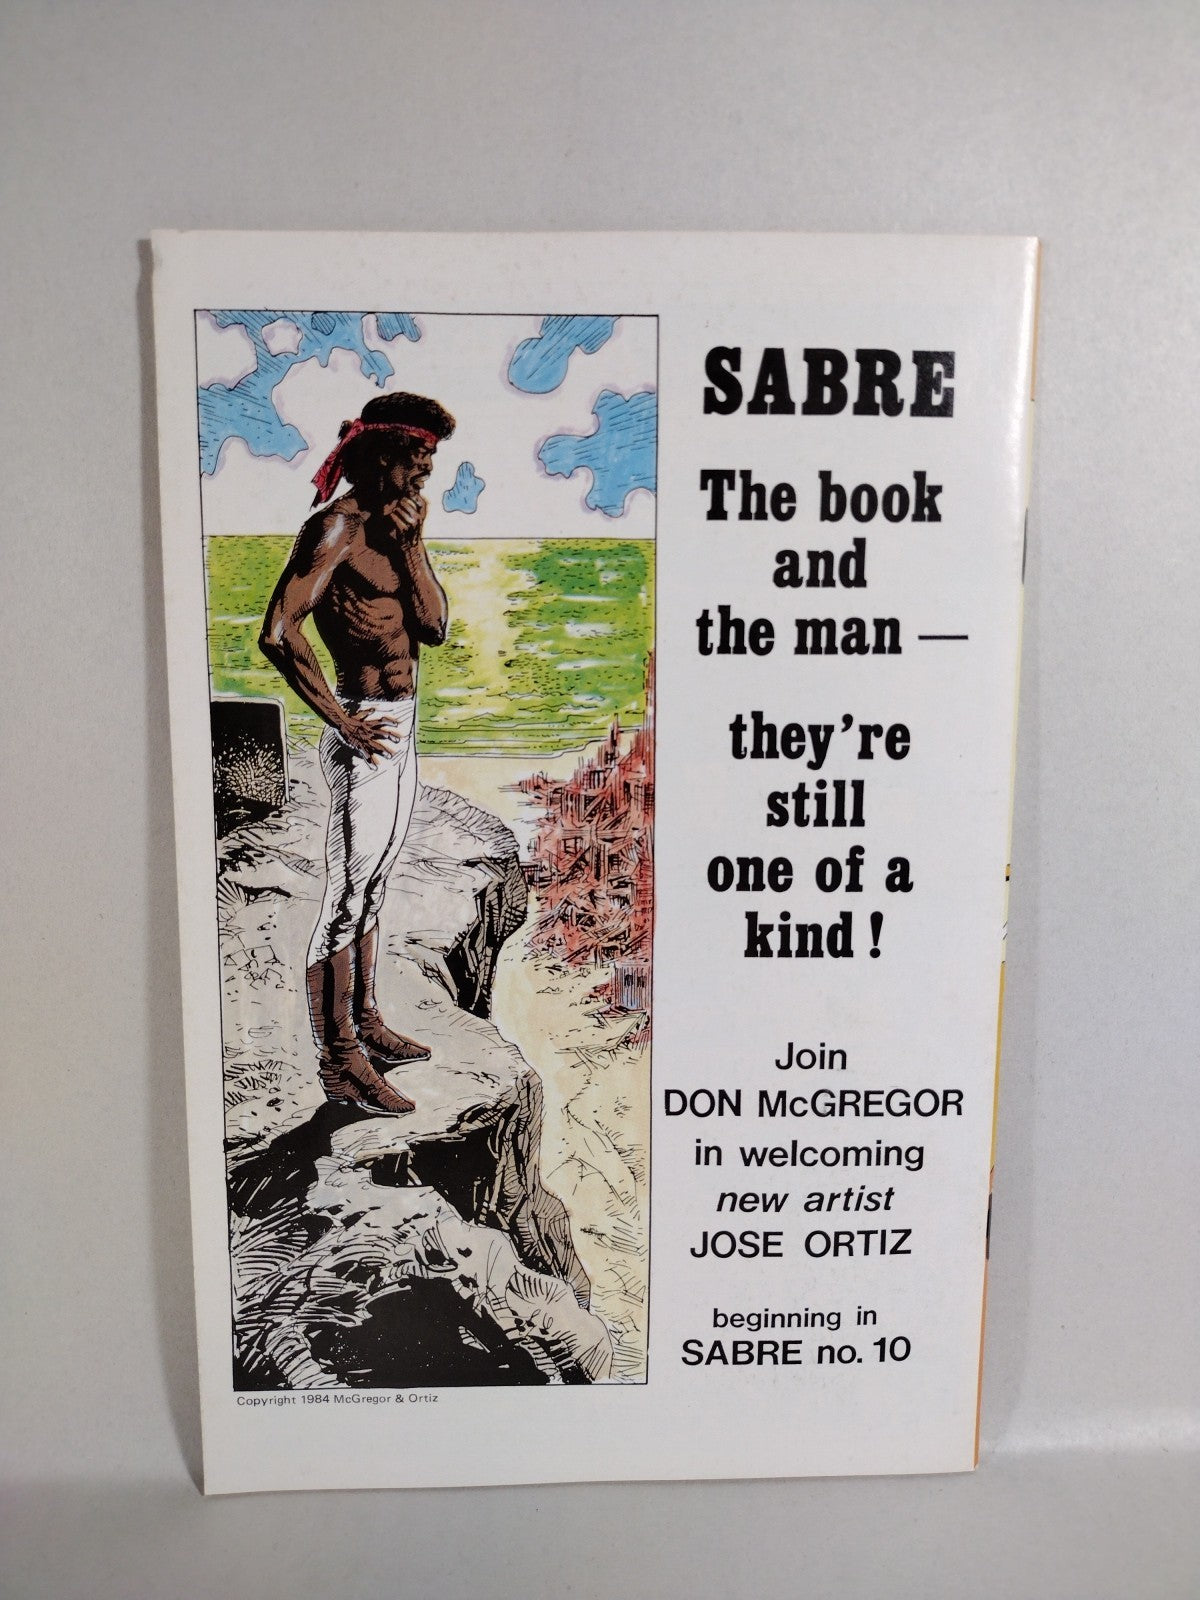 SABRE
The book
and
the man —
they're
still
one of a
kind!
Join
DON McGREGOR
in welcoming
new artist
JOSE ORTIZ
beginning in
SABRE no. 10
Copyright 1984 McGregor & Ortiz